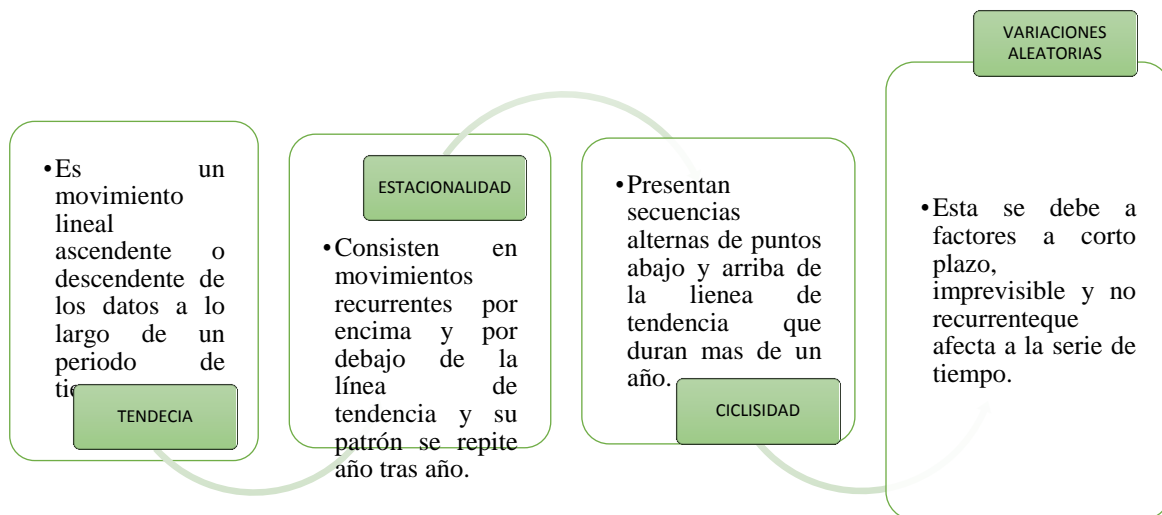 •Es un
movimiento
lineal
ascendente o
descendente de
los datos a lo
largo de un
periodo de
TENDECIA
ESTACIONALIDAD
•Consisten en
movimientos
recurrentes por
encima y por
debajo de la
línea de
tendencia y su
patrón se repite
año tras año.
•Presentan
secuencias
alternas de puntos
abajo y arriba de
la lienea de
tendencia que
duran mas de un
año.
CICLISIDAD
VARIACIONES
ALEATORIAS
•Esta se debe a
factores a corto
plazo,
imprevisible y no
recurrenteque
afecta a la serie de
tiempo.